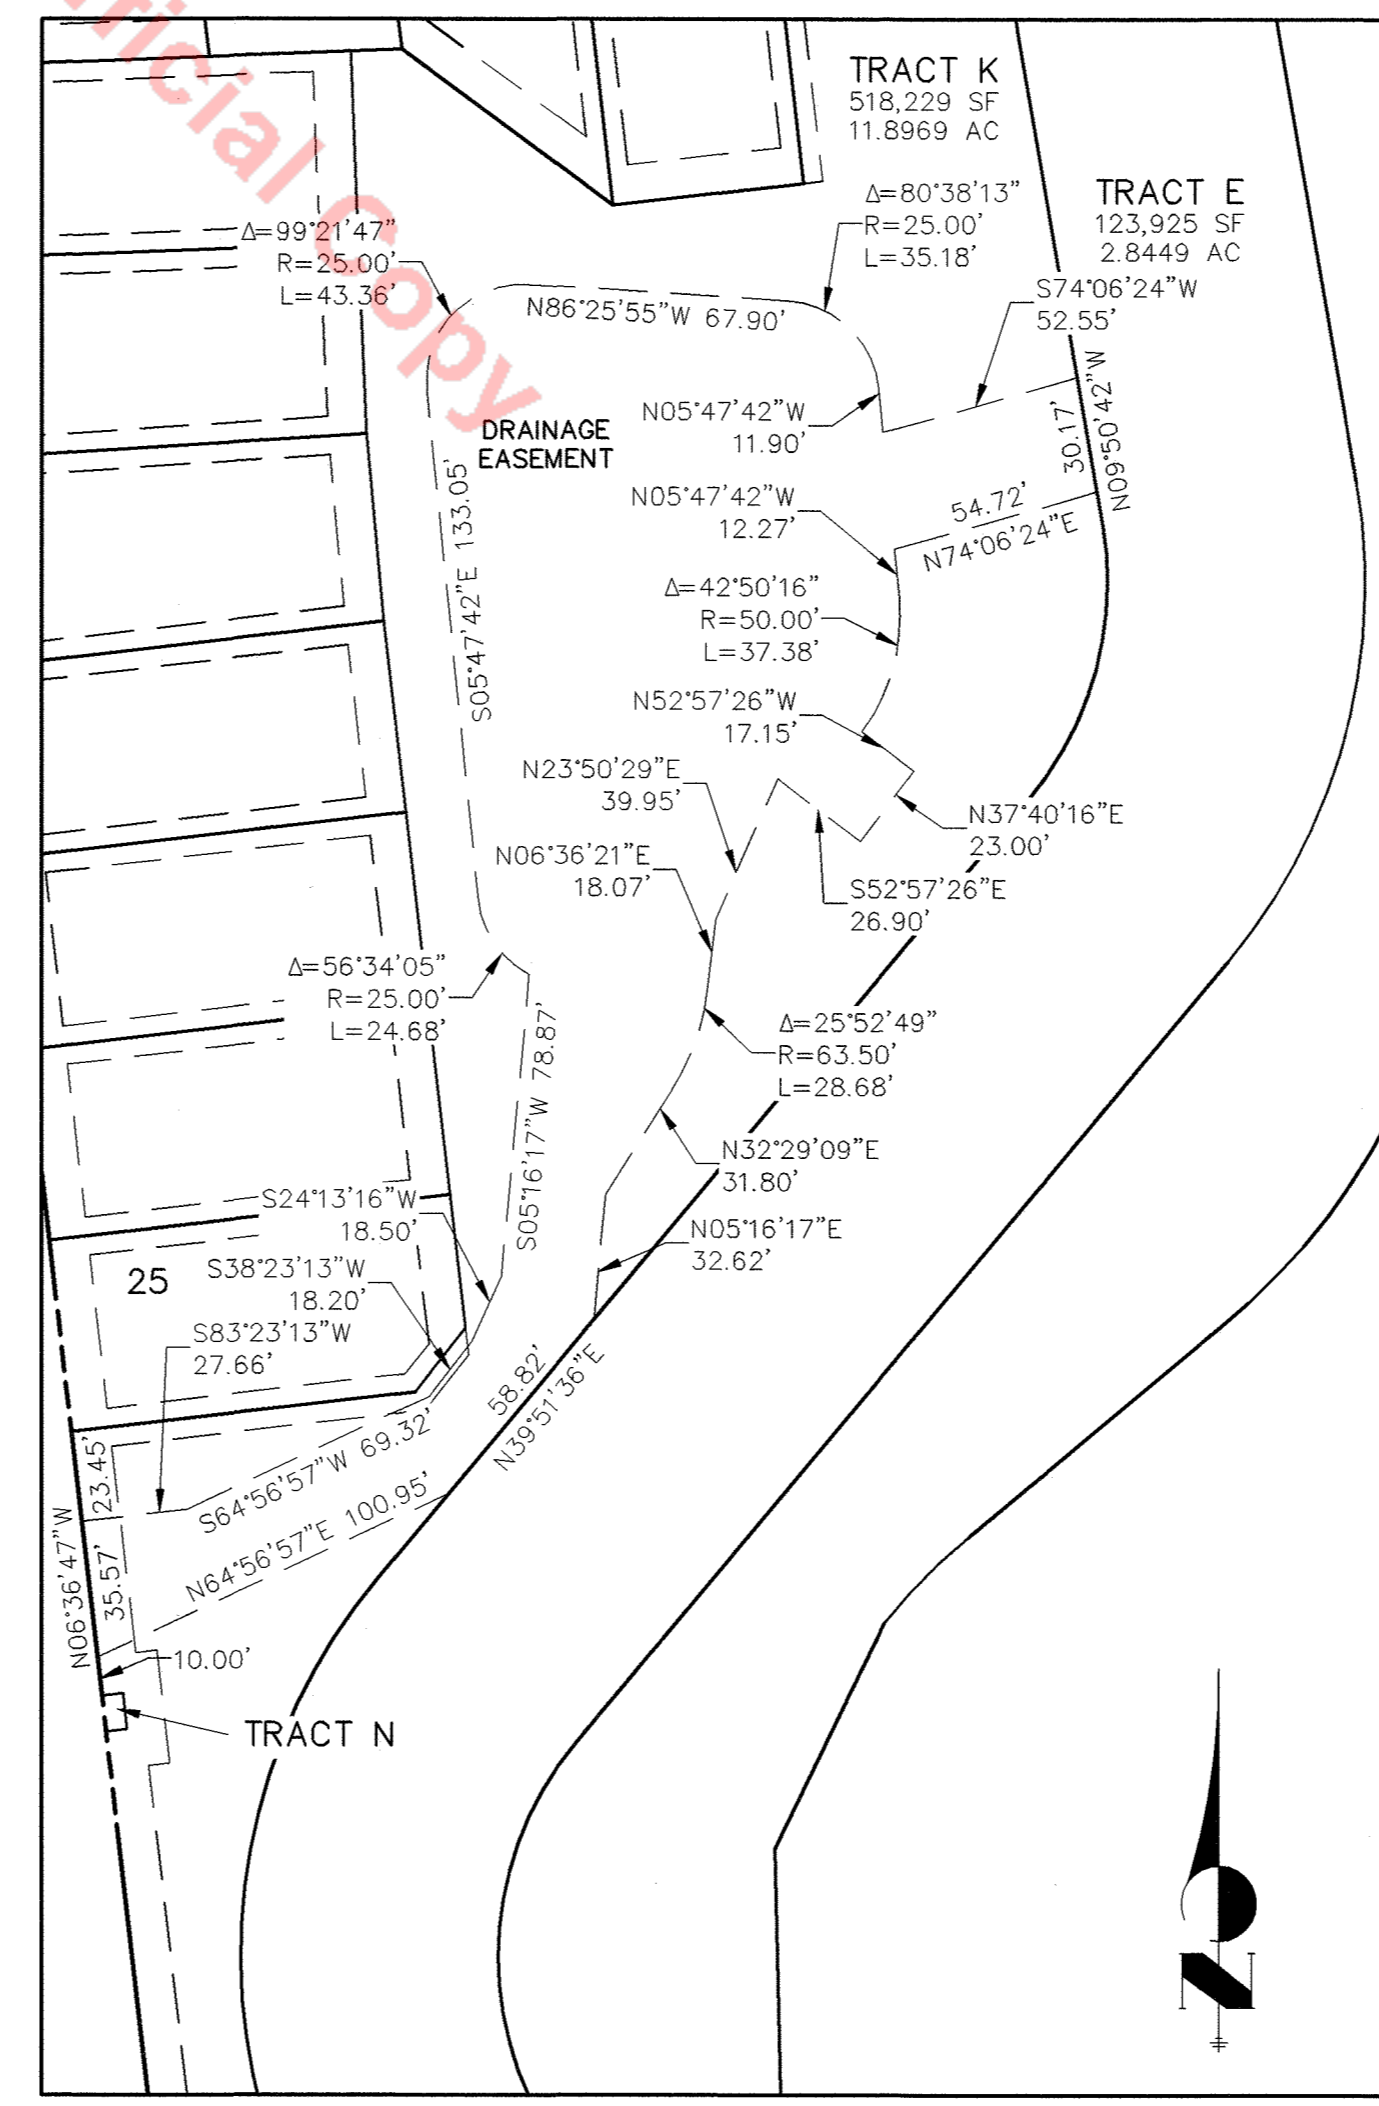 ficial Copy
TRACT K
518,229 SF
11.8969 AC
TRACT E
123,925 SF
2.8449 AC
Δ=80°38'13"
R=25.00'
L=35.18'
Δ=99°21'47"
R=25.00'
L=43.36'
N86°25'55"W 67.90'
S74°06'24"W
52.55'
N05°47'42"W
11.90'
30.17'
N09°50'42"W
DRAINAGE
EASEMENT
S05°47'42"E 133.05'
N05°47'42"W
12.27'
54.72'
N74°06'24"E
Δ=42°50'16"
R=50.00'
L=37.38'
N52°57'26"W
17.15'
N23°50'29"E
39.95'
N37°40'16"E
23.00'
N06°36'21"E
18.07'
S52°57'26"E
26.90'
Δ=56°34'05"
R=25.00'
L=24.68'
S05°16'17"W 78.87'
Δ=25°52'49"
R=63.50'
L=28.68'
N32°29'09"E
31.80'
S24°13'16"W
18.50'
N05°16'17"E
32.62'
25
S38°23'13"W
18.20'
S83°23'13"W
27.66'
58.82'
N39°51'36"E
S64°56'57"W 69.32'
N64°56'57"E 100.95'
23.45'
35.57'
N06°36'47"W
10.00'
TRACT N
N